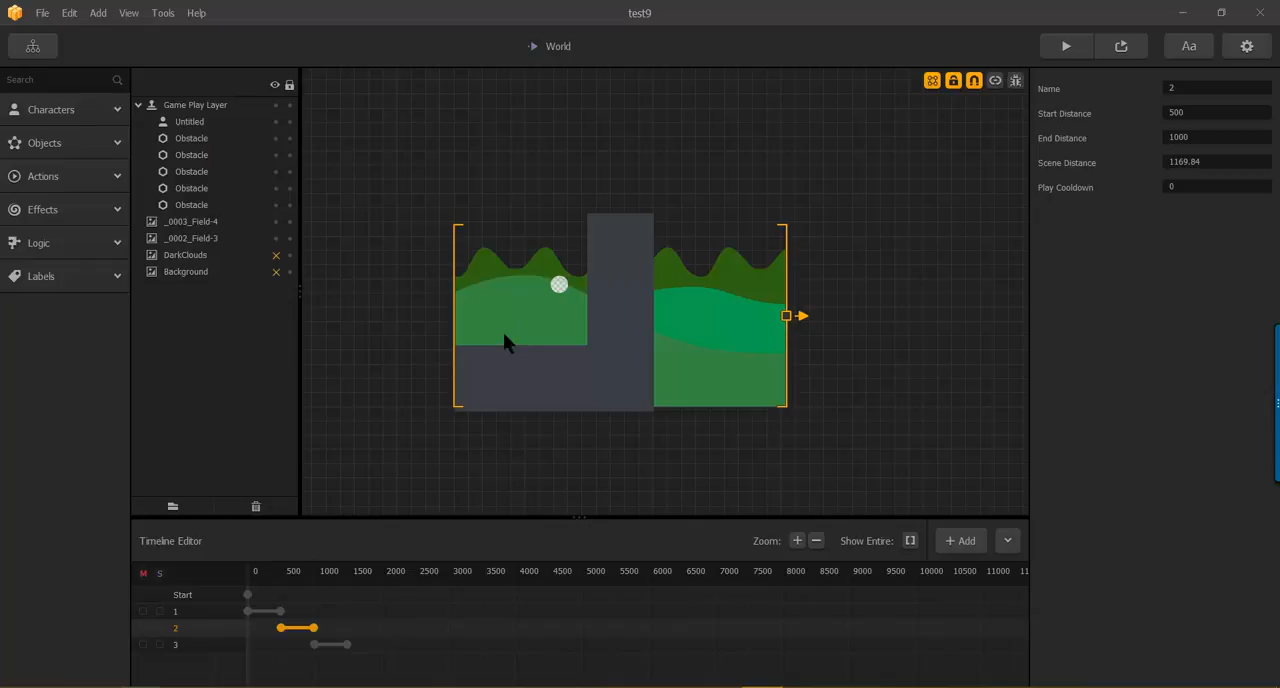 File Edit Add View Tools Help test9
World
Aa
Search
Characters
Objects
Actions
Effects
Logic
Labels
Game Play Layer
Untitled
Obstacle
Obstacle
Obstacle
Obstacle
Obstacle
_0003_Field-4
_0002_Field-3
DarkClouds
Background
Name 2
Start Distance 500
End Distance 1000
Scene Distance 1169.84
Play Cooldown 0
Timeline Editor Zoom: Show Entire: + Add
M S 0 500 1000 1500 2000 2500 3000 3500 4000 4500 5000 5500 6000 6500 7000 7500 8000 8500 9000 9500 10000 10500 11000 11
Start
1
2
3